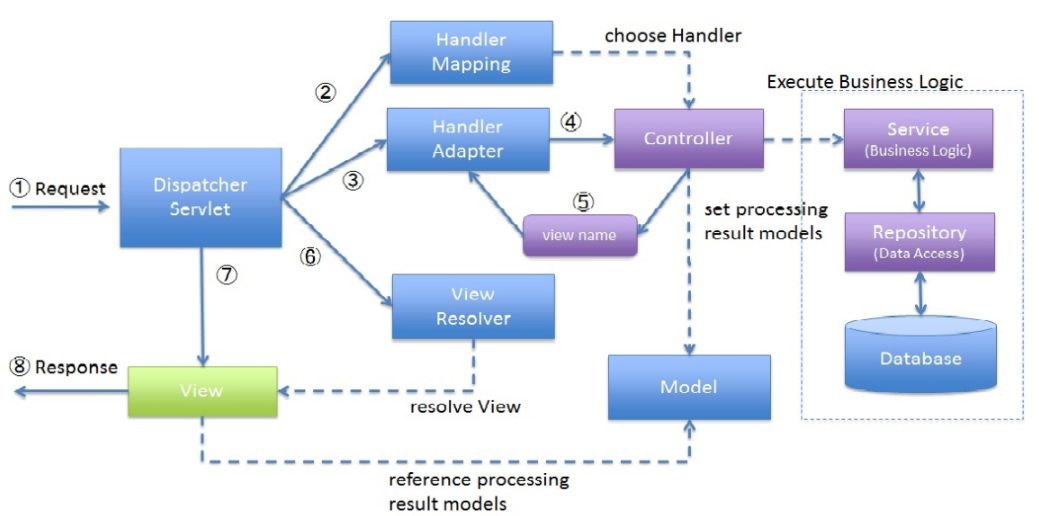 Handler
Mapping
choose Handler
Execute Business Logic
②
Handler
Adapter
④
Controller
Service
(Business Logic)
① Request
Dispatcher
Servlet
③
⑤
view name
set processing
result models
Repository
(Data Access)
⑥
⑦
View
Resolver
Database
⑧ Response
View
resolve View
Model
reference processing
result models